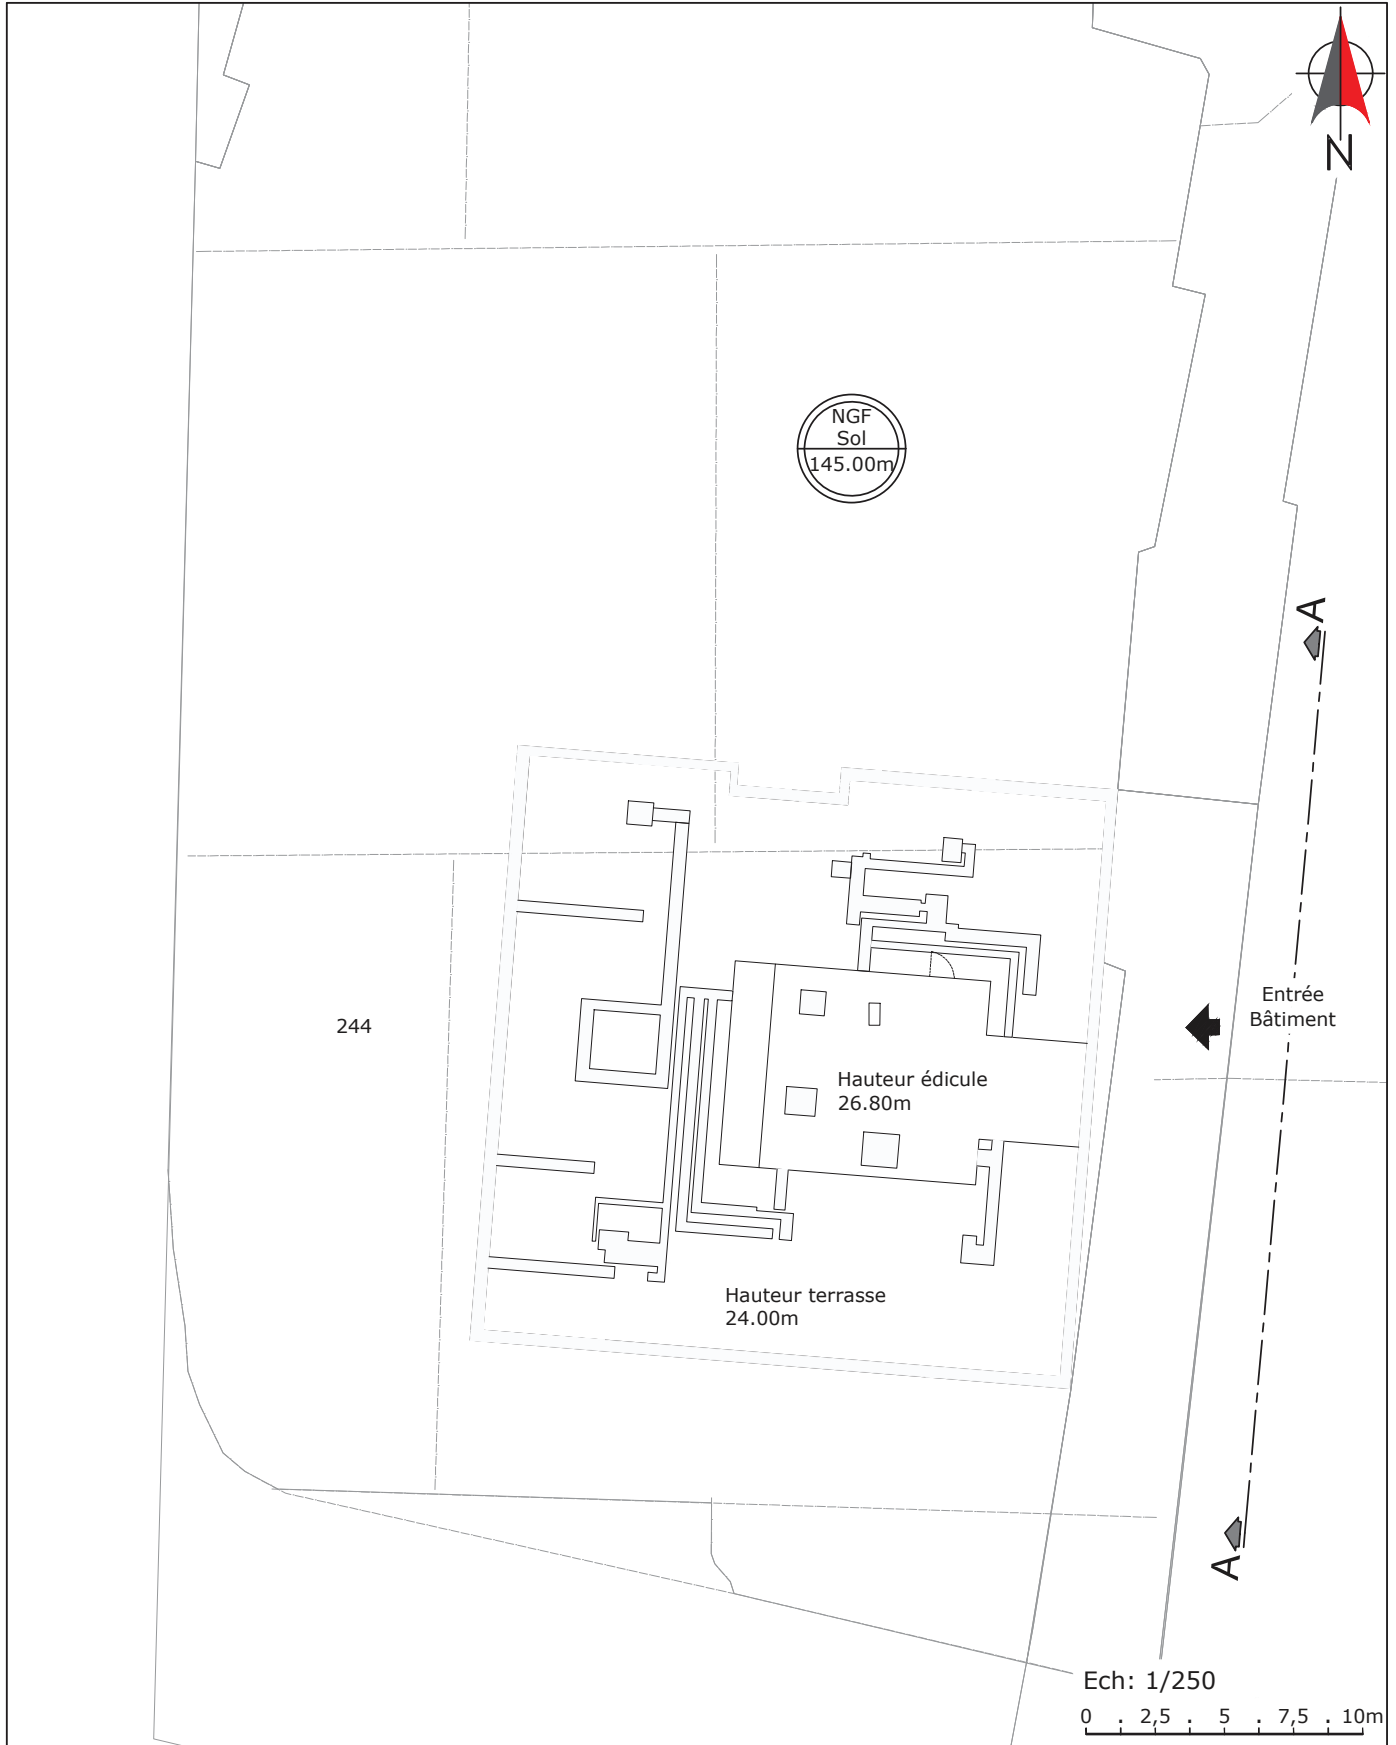 N
NGF
Sol
145.00m
A
Entrée
Bâtiment
244
Hauteur édicule
26.80m
Hauteur terrasse
24.00m
A
Ech: 1/250
0 . 2,5 . 5 . 7,5 . 10m